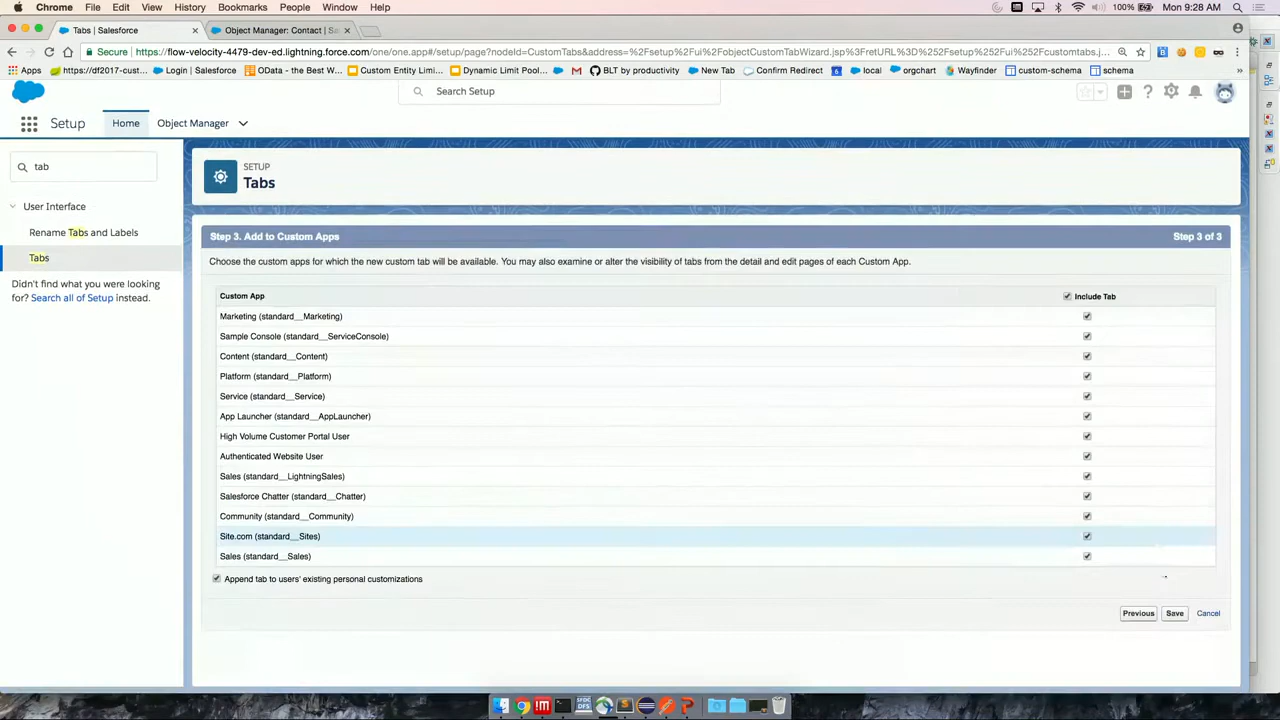 Chrome File Edit View History Bookmarks People Window Help 100% Mon 9:28 AM
Tabs | Salesforce Object Manager: Contact | Sal
Secure https://flow-velocity-4479-dev-ed.lightning.force.com/one/one.app#/setup/page?nodeId=CustomTabs&address=%2Fsetup%2Fui%2FobjectCustomTabWizard.jsp%3FretURL%3D%252Fsetup%252Fui%252Fcustomtabs.j...
Apps https://df2017-cust... Login | Salesforce OData – the Best W... Custom Entity Limi... Dynamic Limit Pool... BLT by productivity New Tab Confirm Redirect local orgchart Wayfinder custom-schema schema »
Search Setup
Setup Home Object Manager
tab
SETUP
Tabs
User Interface
Rename Tabs and Labels
Tabs
Didn't find what you were looking
for? Search all of Setup instead.
Step 3. Add to Custom Apps Step 3 of 3
Choose the custom apps for which the new custom tab will be available. You may also examine or alter the visibility of tabs from the detail and edit pages of each Custom App.
Custom App Include Tab
Marketing (standard__Marketing)
Sample Console (standard__ServiceConsole)
Content (standard__Content)
Platform (standard__Platform)
Service (standard__Service)
App Launcher (standard__AppLauncher)
High Volume Customer Portal User
Authenticated Website User
Sales (standard__LightningSales)
Salesforce Chatter (standard__Chatter)
Community (standard__Community)
Site.com (standard__Sites)
Sales (standard__Sales)
Append tab to users' existing personal customizations
Previous Save Cancel